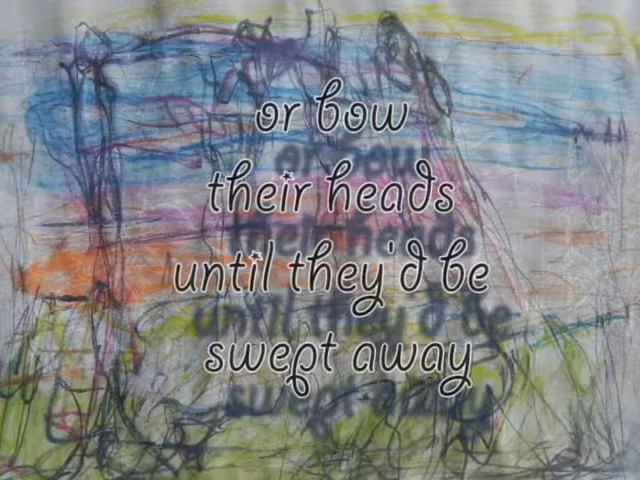 or bow
their heads
until they'd be
swept away